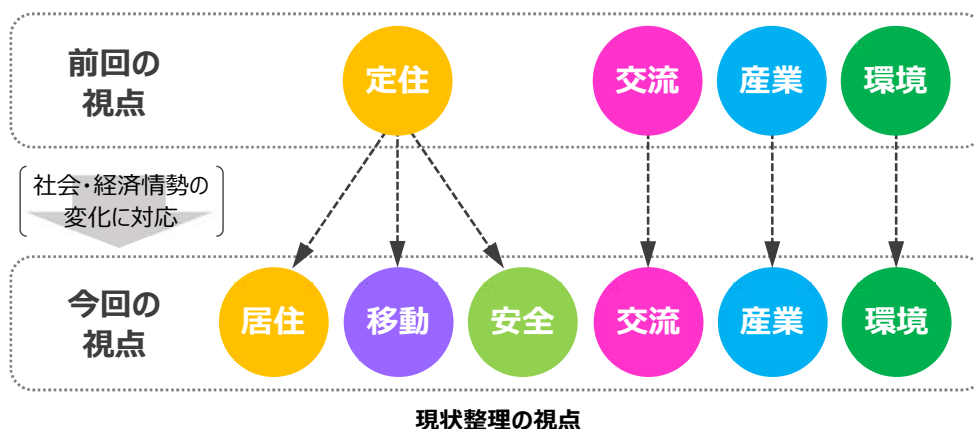 前回の
視点
定住
交流
産業
環境
社会・経済情勢の
変化に対応
今回の
視点
居住
移動
安全
交流
産業
環境
現状整理の視点